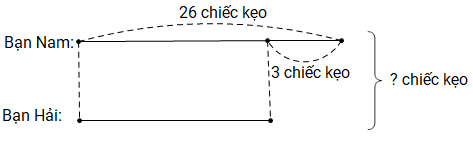 26 chiếc kẹo
Bạn Nam:
3 chiếc kẹo
? chiếc kẹo
Bạn Hải: